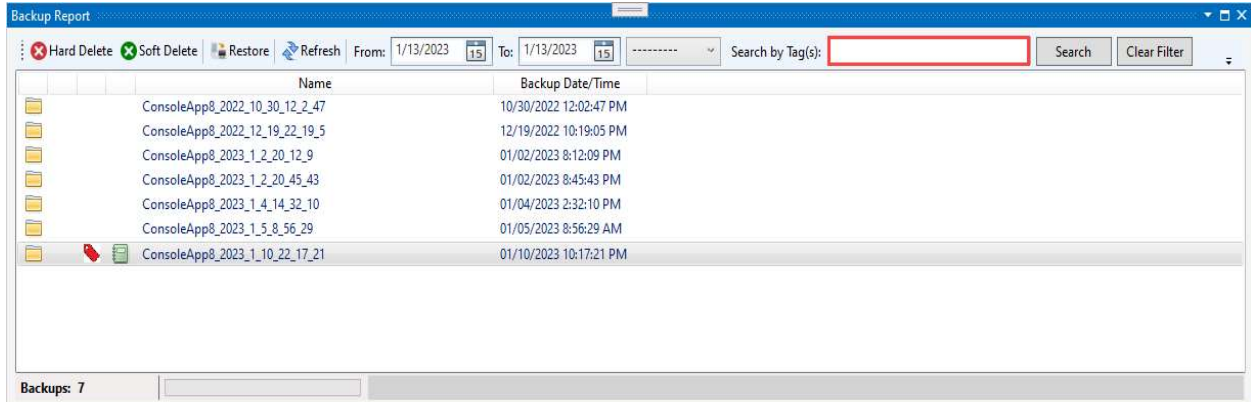 Backup Report
Hard Delete Soft Delete Restore Refresh From: 1/13/2023 15 To: 1/13/2023 15 --------- Search by Tag(s): Search Clear Filter
Name Backup Date/Time
ConsoleApp8_2022_10_30_12_2_47 10/30/2022 12:02:47 PM
ConsoleApp8_2022_12_19_22_19_5 12/19/2022 10:19:05 PM
ConsoleApp8_2023_1_2_20_12_9 01/02/2023 8:12:09 PM
ConsoleApp8_2023_1_2_20_45_43 01/02/2023 8:45:43 PM
ConsoleApp8_2023_1_4_14_32_10 01/04/2023 2:32:10 PM
ConsoleApp8_2023_1_5_8_56_29 01/05/2023 8:56:29 AM
ConsoleApp8_2023_1_10_22_17_21 01/10/2023 10:17:21 PM
Backups: 7